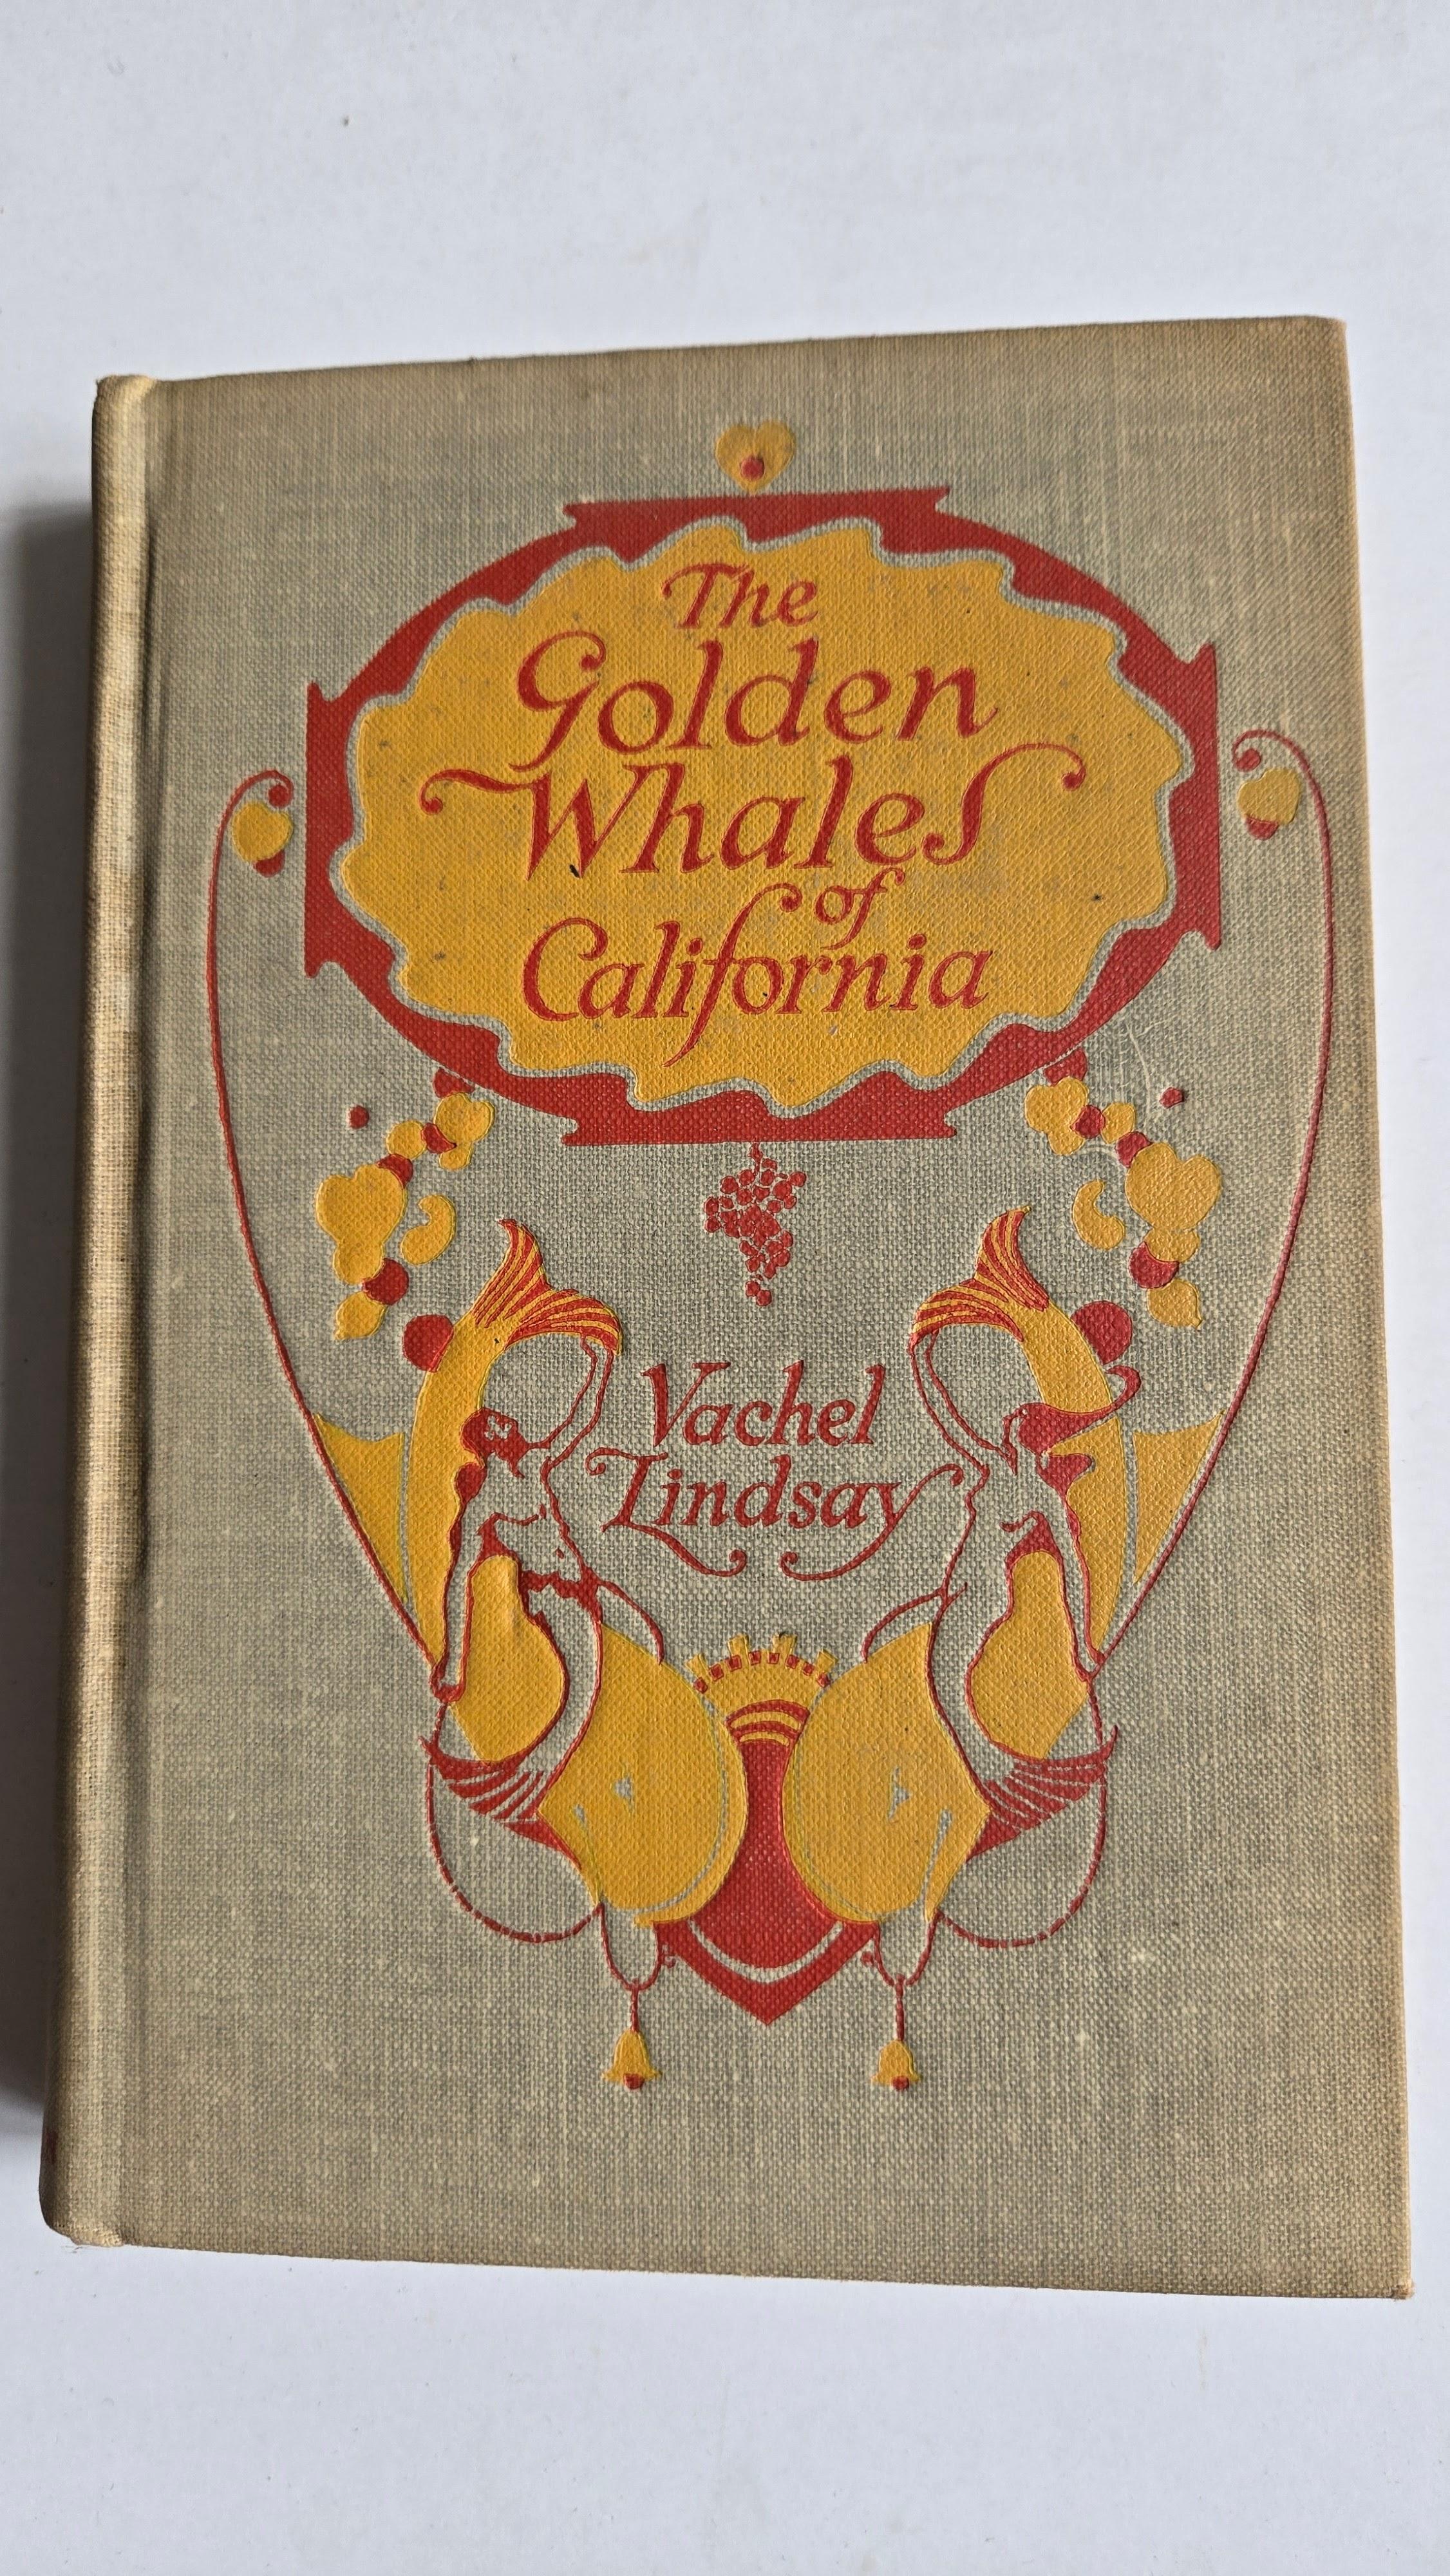 The
Golden
Whales
of
California
Vachel
Lindsay